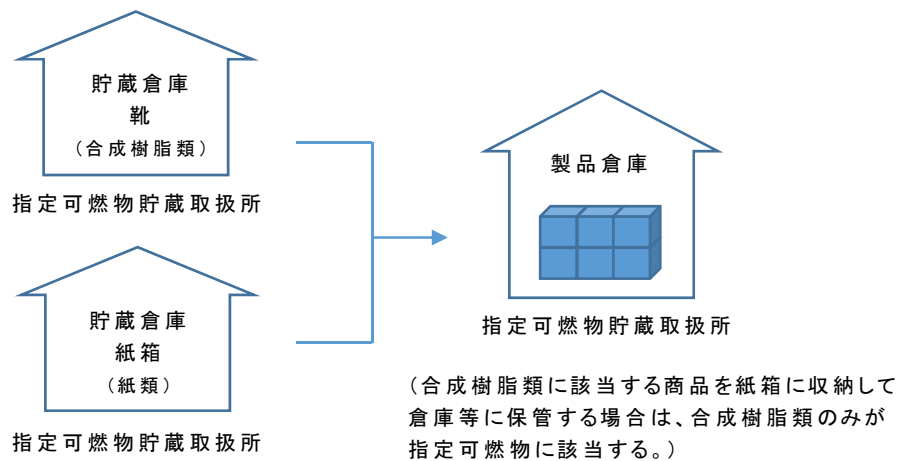 貯蔵倉庫
靴
（合成樹脂類）
指定可燃物貯蔵取扱所
貯蔵倉庫
紙箱
（紙類）
指定可燃物貯蔵取扱所
製品倉庫
指定可燃物貯蔵取扱所
（合成樹脂類に該当する商品を紙箱に収納して
倉庫等に保管する場合は、合成樹脂類のみが
指定可燃物に該当する。）